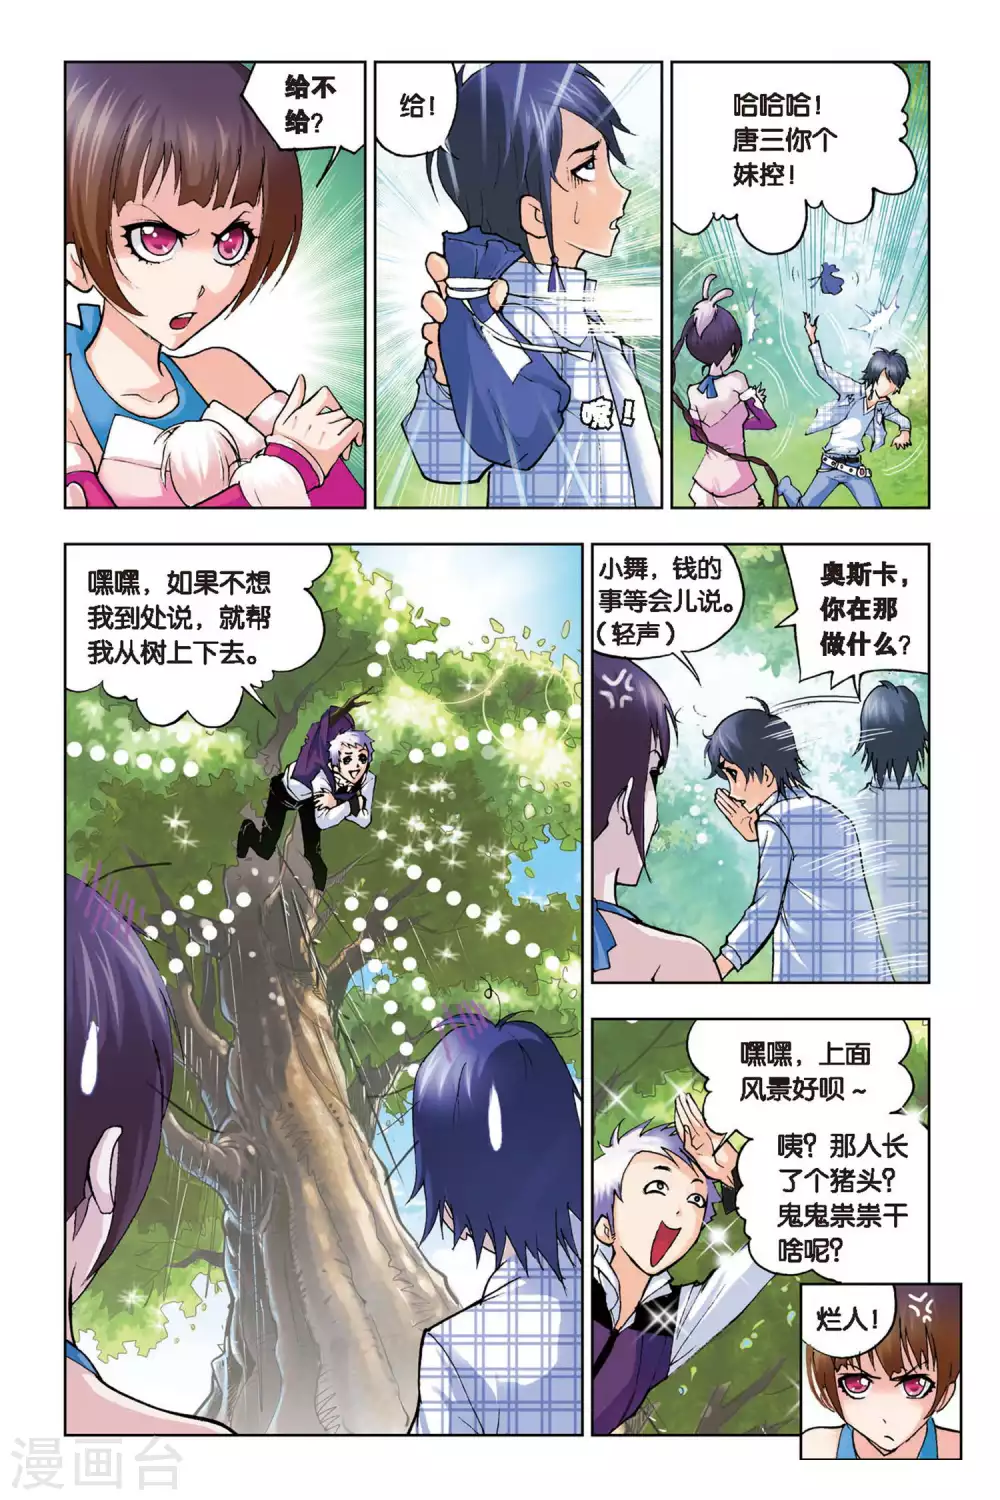 给不
给？
给！
嗽！
哈哈哈！
唐三你个
妹控！
嘿嘿，如果不想
我到处说，就帮
我从树上下去。
小舞，钱的
事等会儿说。
（轻声）
奥斯卡，
你在那
做什么？
嘿嘿，上面
风景好呗～
咦？那人长
了个猪头？
鬼鬼祟祟干
啥呢？
烂人！
漫画台